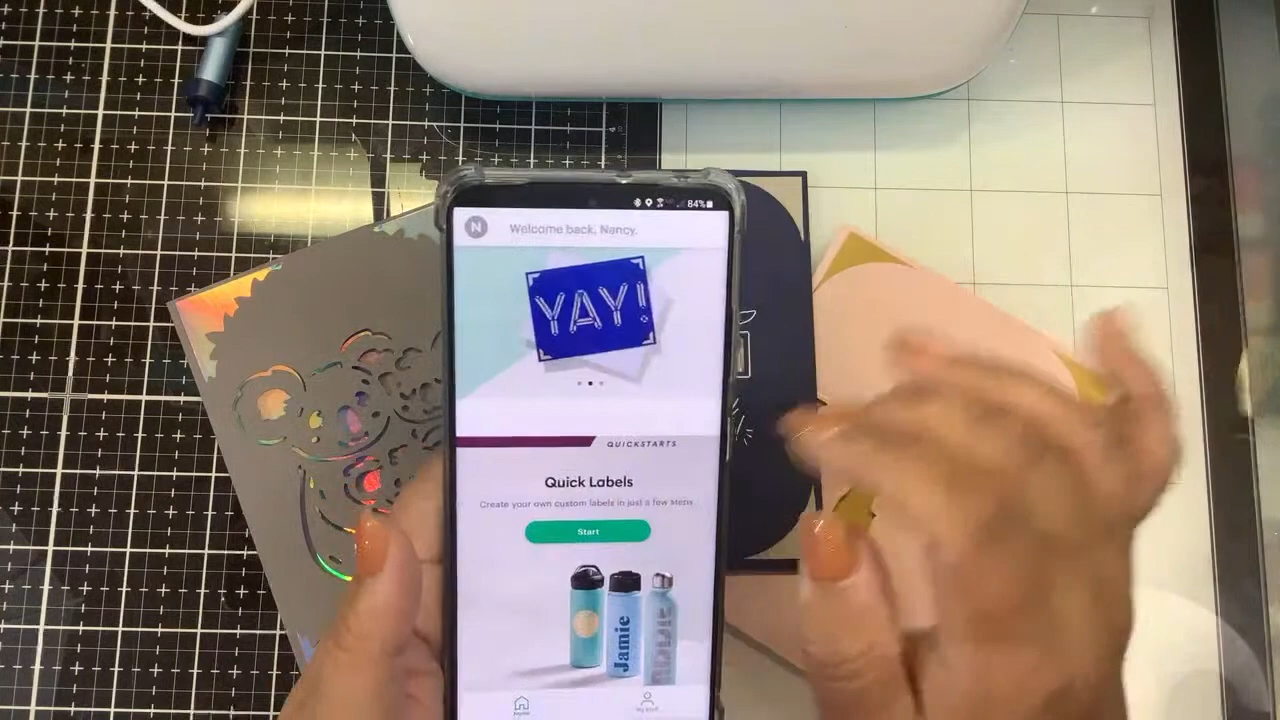 84%
N
Welcome back, Nancy.
YAY!
QUICKSTARTS
Quick Labels
Create your own custom labels in just a few steps
Start
Jamie